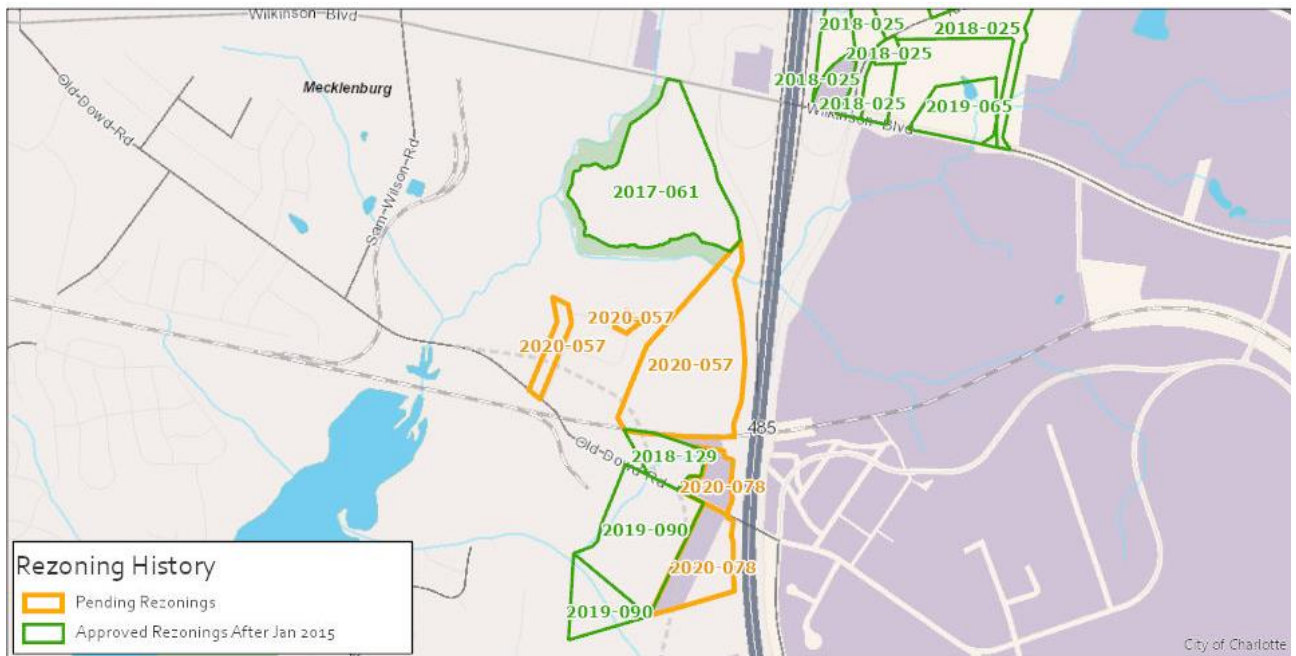 Wilkinson Blvd
2018-025
2018-025
2018-025
Mecklenburg
2018-025
2018-025
2019-065
Wilkinson Blvd
Old-Dowd-Rd
Sam-Wilson-Rd
2017-061
2020-057
2020-057
2020-057
485
Old-Dowd-Rd
2018-129
2020-078
2019-090
2020-078
2019-090
Rezoning History
Pending Rezonings
Approved Rezonings After Jan 2015
City of Charlotte